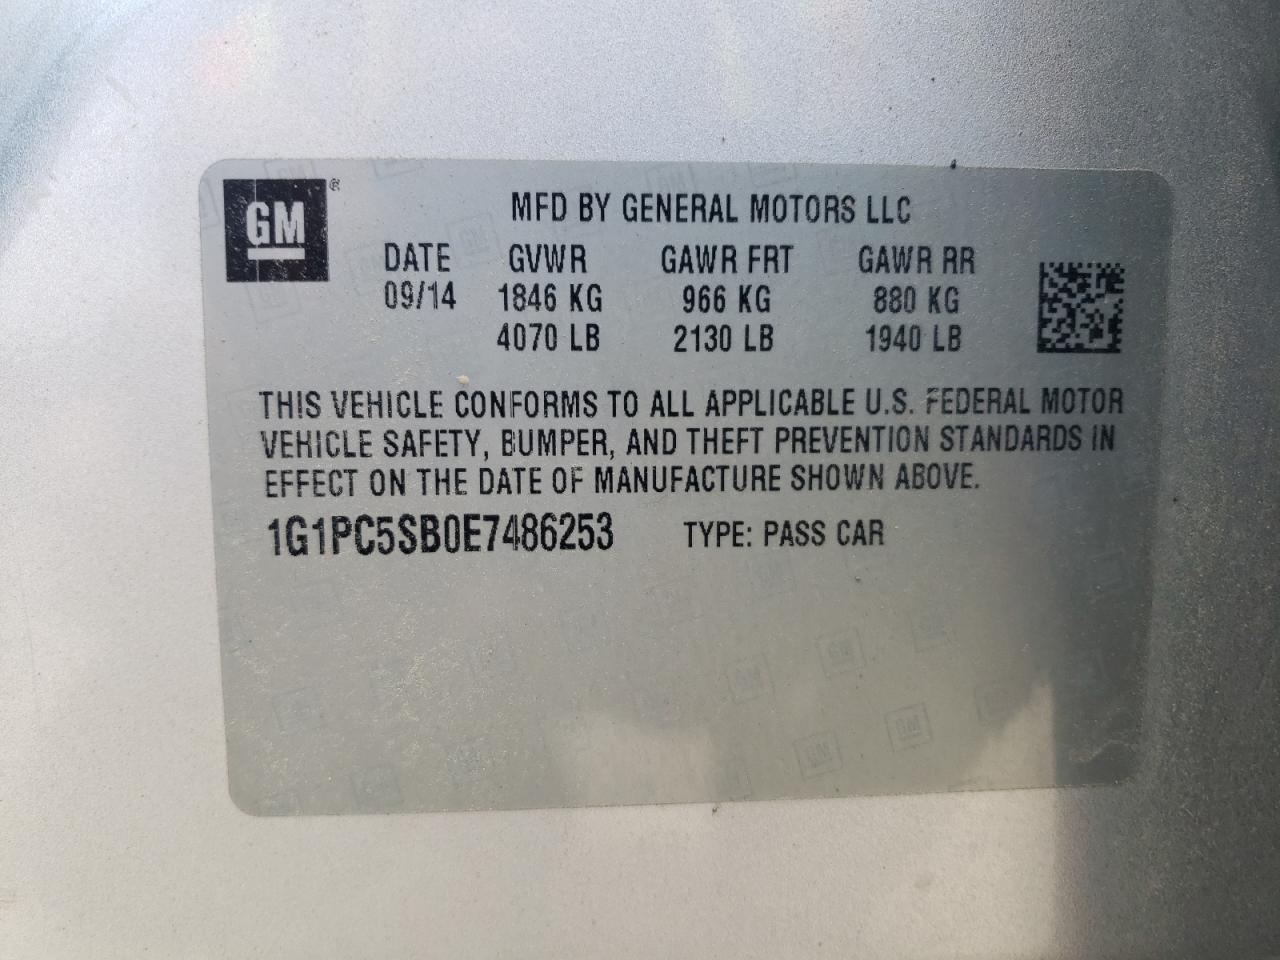 GM ®
MFD BY GENERAL MOTORS LLC
DATE GVWR GAWR FRT GAWR RR
09/14 1846 KG 966 KG 880 KG
4070 LB 2130 LB 1940 LB
THIS VEHICLE CONFORMS TO ALL APPLICABLE U.S. FEDERAL MOTOR
VEHICLE SAFETY, BUMPER, AND THEFT PREVENTION STANDARDS IN
EFFECT ON THE DATE OF MANUFACTURE SHOWN ABOVE.
1G1PC5SB0E7486253 TYPE: PASS CAR